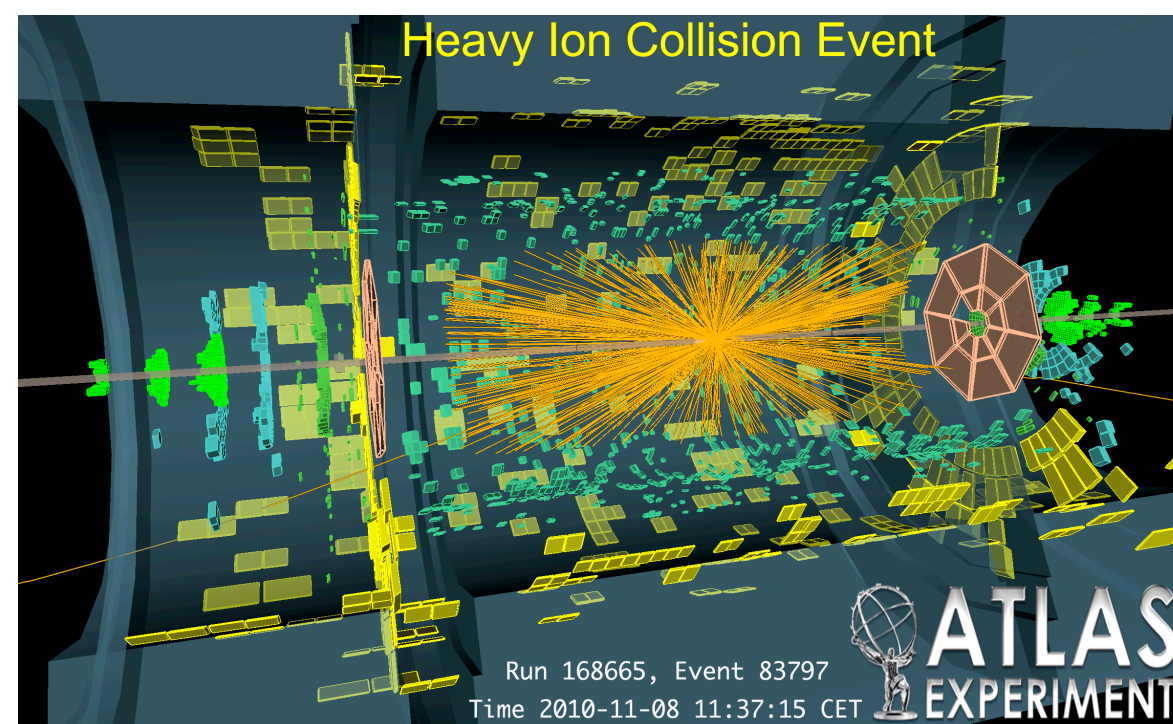 Heavy Ion Collision Event
Run 168665, Event 83797
Time 2010-11-08 11:37:15 CET
ATLAS
EXPERIMENT